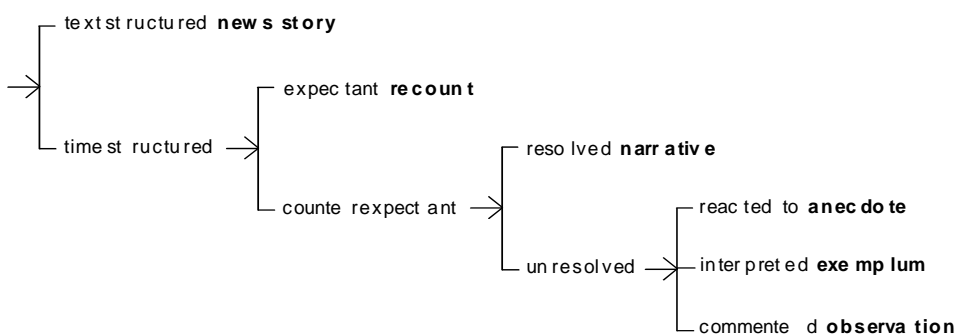 textstructured news story
expectant recount
timestructured
resolved narrative
counterexpectant
reacted to anecdote
unresolved
interpreted exemplum
commented observation